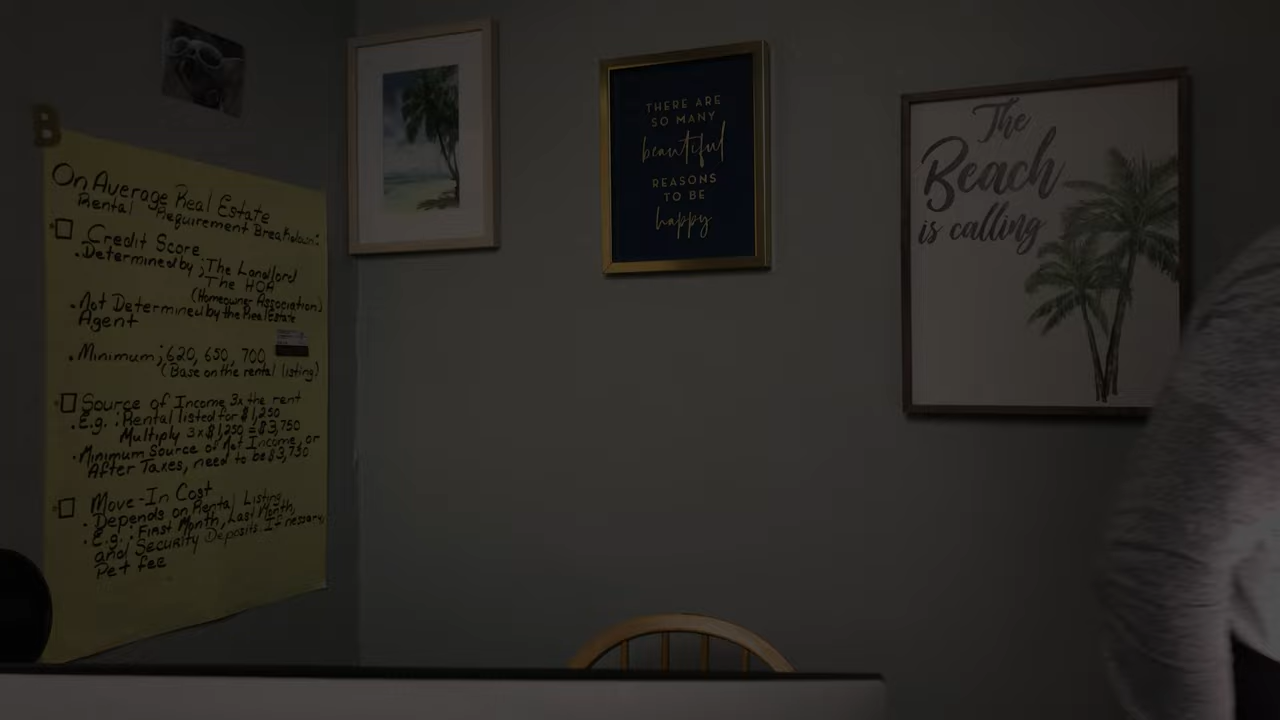 B
On Average Real Estate
Rental Requirement Breakdown:
Credit Score
• Determined by; The Landlord
The HOA
(Homeowner Association)
• Not Determined by the Real Estate
Agent
• Minimum; 620, 650, 700
(Base on the rental listing)
Source of Income 3x the rent
• E.g.: Rental listed for $1,250
Multiply 3x$1,250 = $3,750
• Minimum Source of Net Income, or
After Taxes, need to be $3,750
Move-In Cost
• Depends on Rental Listing
• E.g.: First Month, Last Month,
and Security Deposits. If nessary,
Pet fee
THERE ARE
SO MANY
beautiful
REASONS
TO BE
happy
The
Beach
is calling